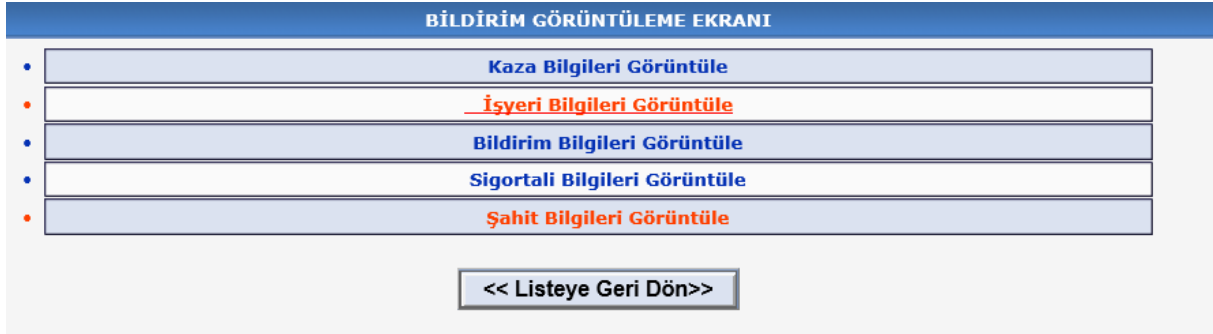 BİLDİRİM GÖRÜNTÜLEME EKRANI
Kaza Bilgileri Görüntüle
İşyeri Bilgileri Görüntüle
Bildirim Bilgileri Görüntüle
Sigortali Bilgileri Görüntüle
Şahit Bilgileri Görüntüle
<< Listeye Geri Dön>>